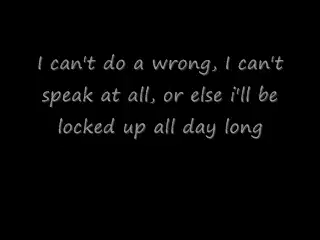 I can't do a wrong, I can't
speak at all, or else i'll be
locked up all day long